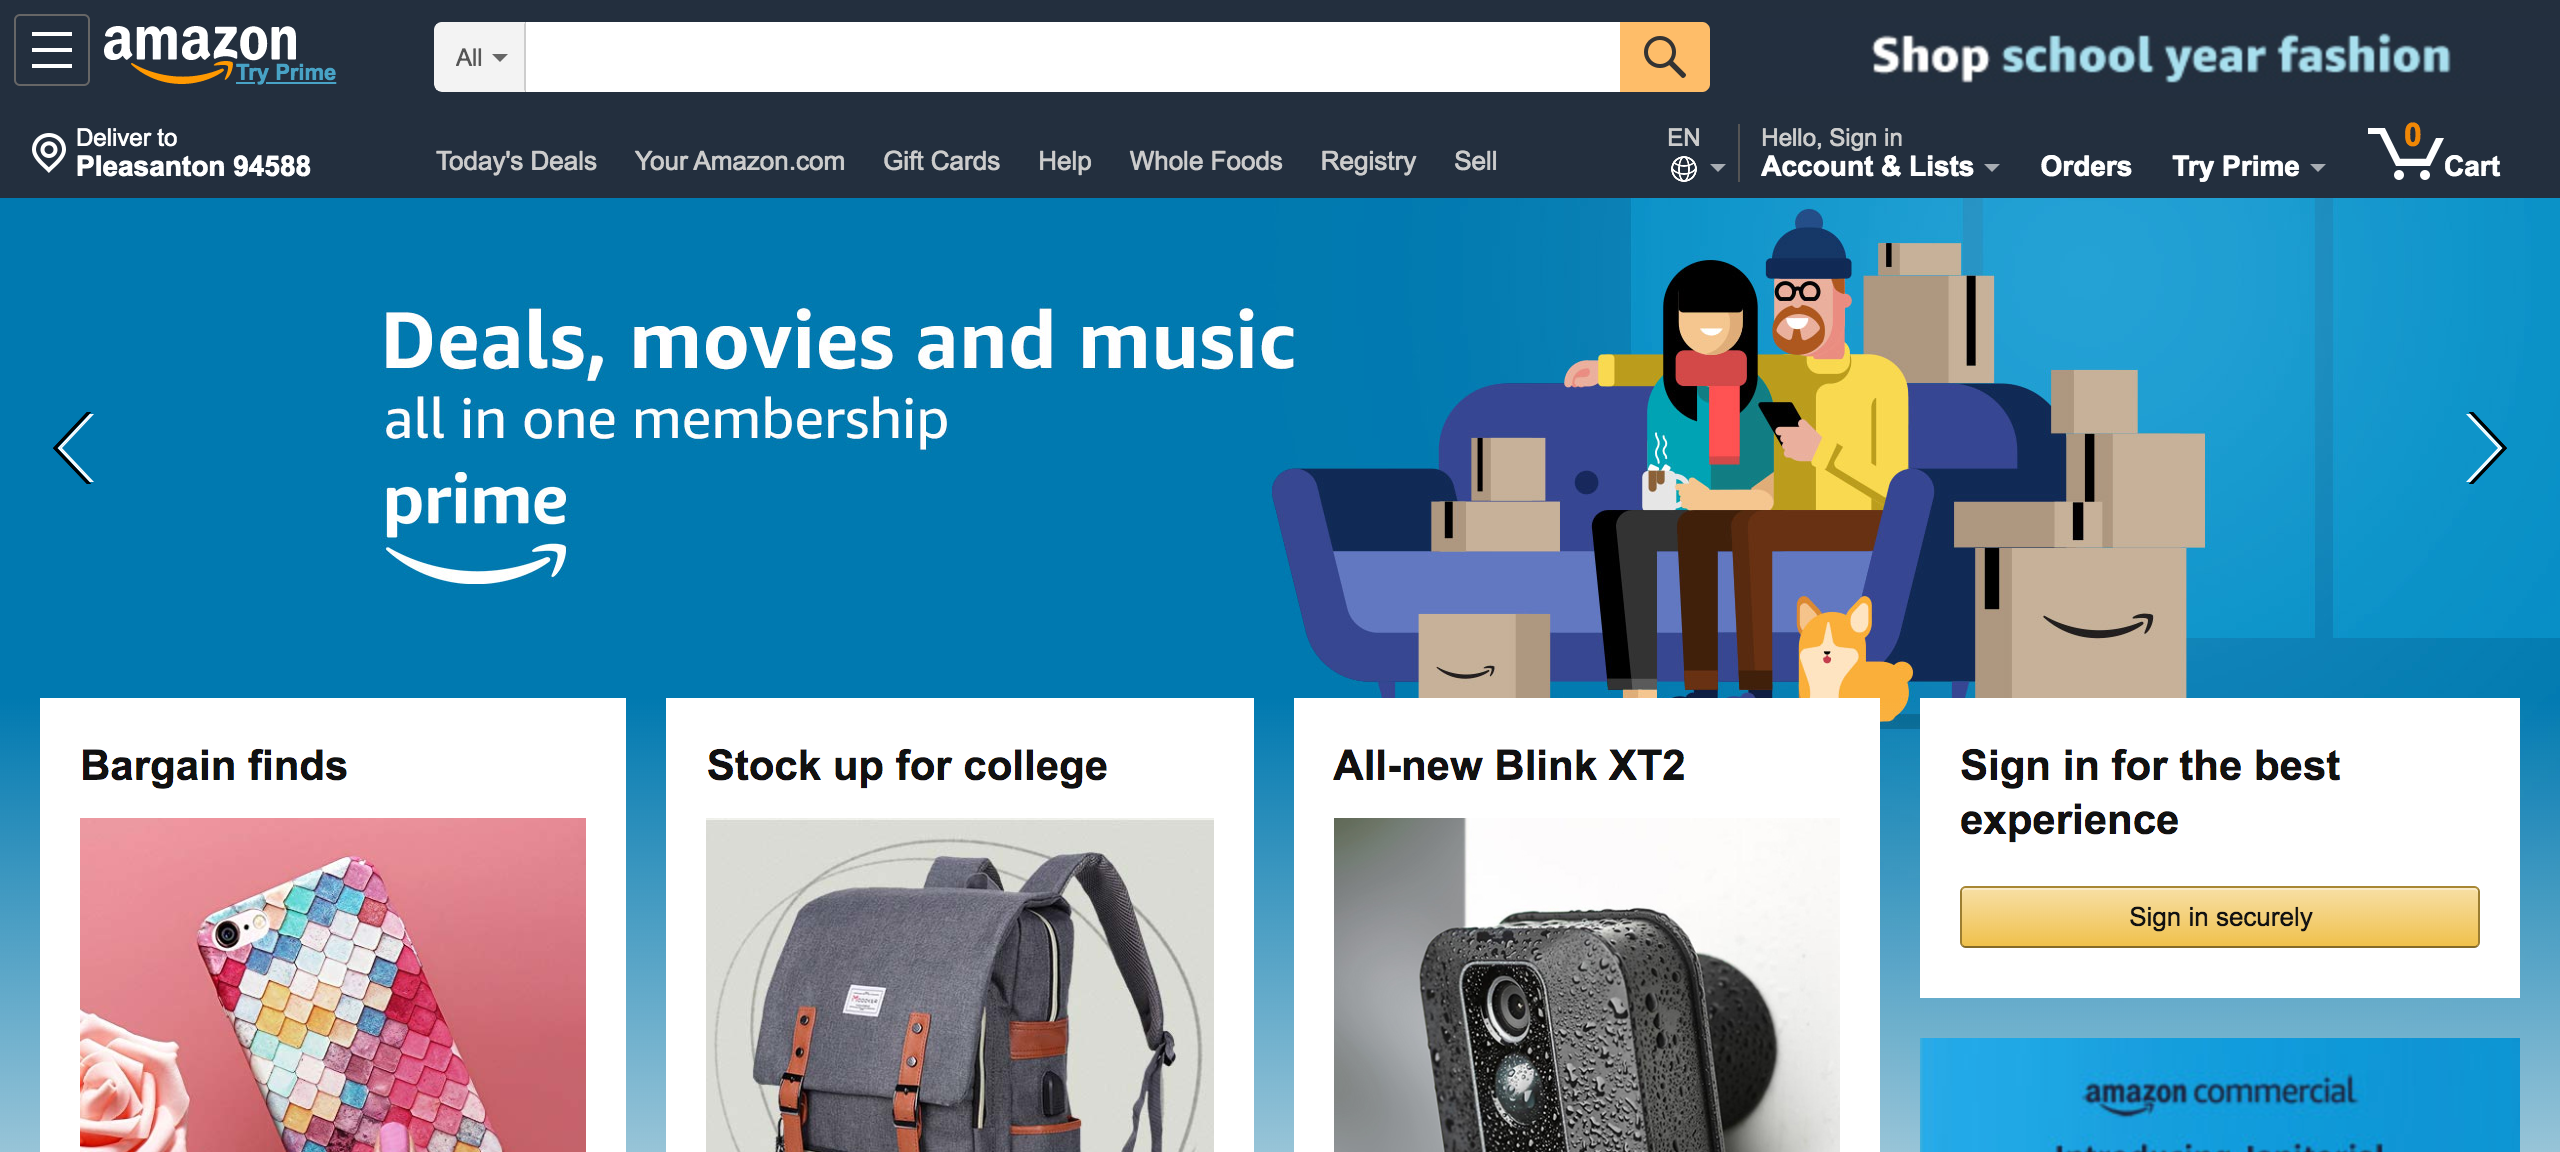 amazon
Try Prime
All
Shop school year fashion
Deliver to
Pleasanton 94588
Today's Deals
Your Amazon.com
Gift Cards
Help
Whole Foods
Registry
Sell
EN
Hello, Sign in
Account & Lists
Orders
Try Prime
0
Cart
Deals, movies and music
all in one membership
prime
Bargain finds
Stock up for college
All-new Blink XT2
Sign in for the best
experience
Sign in securely
amazon commercial